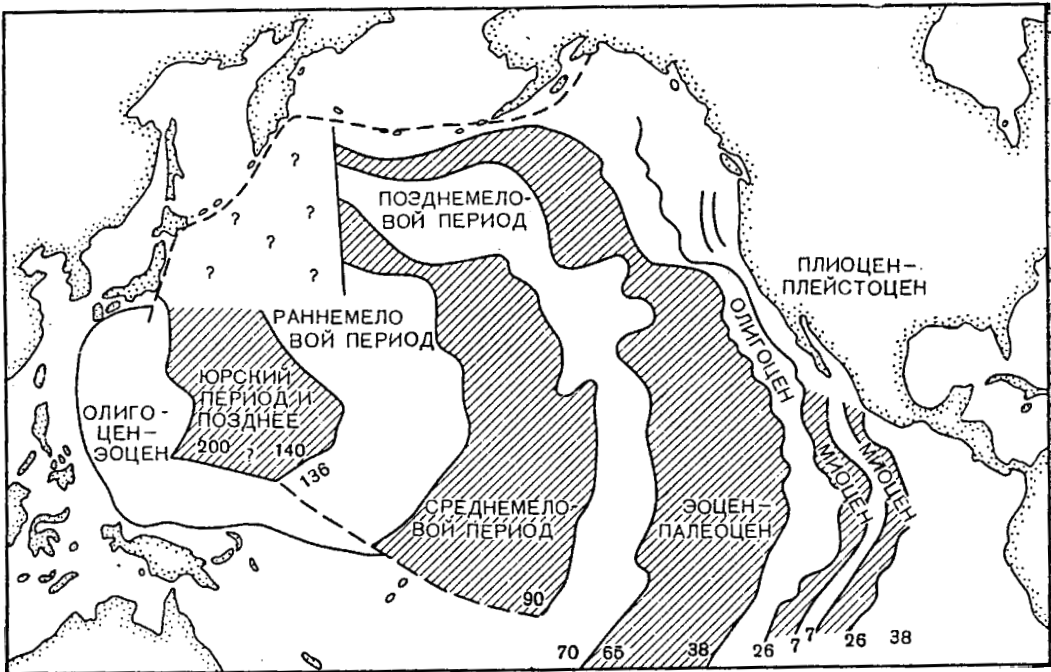 ?
?
?
?
?
?
ПОЗДНЕМЕЛО-
ВОЙ ПЕРИОД
ПЛИОЦЕН-
ПЛЕЙСТОЦЕН
РАННЕМЕЛО
ВОЙ ПЕРИОД
ОЛИГОЦЕН
ЮРСКИЙ
ПЕРИОД И
ПОЗДНЕЕ
200 ? 140
136
ОЛИГО-
ЦЕН-
ЭОЦЕН
МИОЦЕН
МИОЦЕН
СРЕДНЕМЕЛО-
ВОЙ ПЕРИОД
ЭОЦЕН-
ПАЛЕОЦЕН
90
70 65 38 26 7 7 26 38